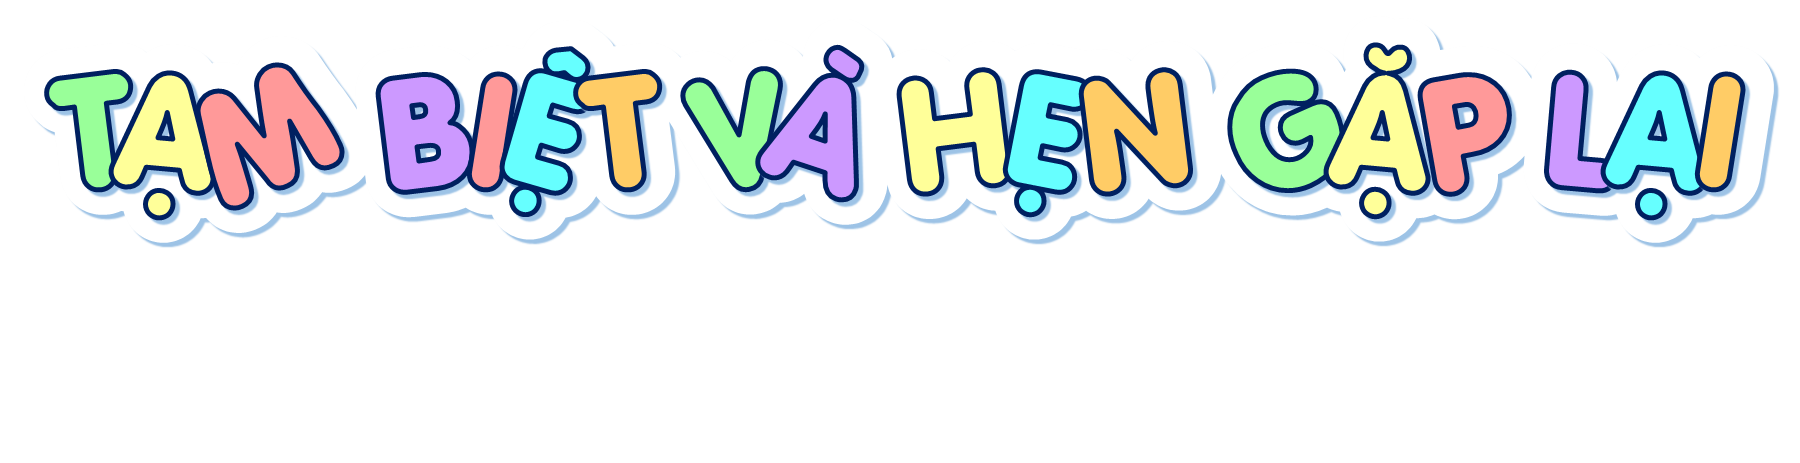 TẠM BIỆT VÀ HẸN GẶP LẠI